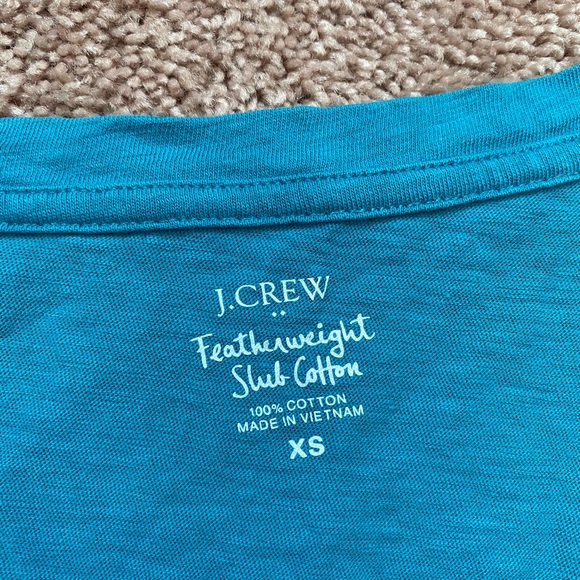 J.CREW
Featherweight
Slub Cotton
100% COTTON
MADE IN VIETNAM
XS